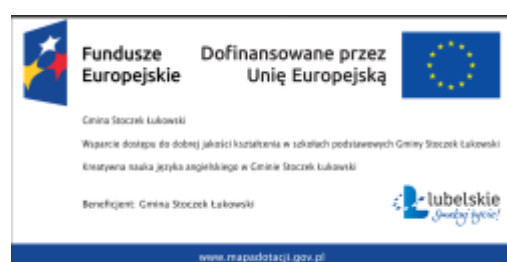 Fundusze Europejskie
Dofinansowane przez Unię Europejską
Gmina Stoczek Łukowski
Wsparcie dostępu do dobrej jakości kształcenia w szkołach podstawowych Gminy Stoczek Łukowski
Kreatywna nauka języka angielskiego w Gminie Stoczek Łukowski
Beneficjent: Gmina Stoczek Łukowski
lubelskie
Smakuj życie!
www.mapadotacji.gov.pl